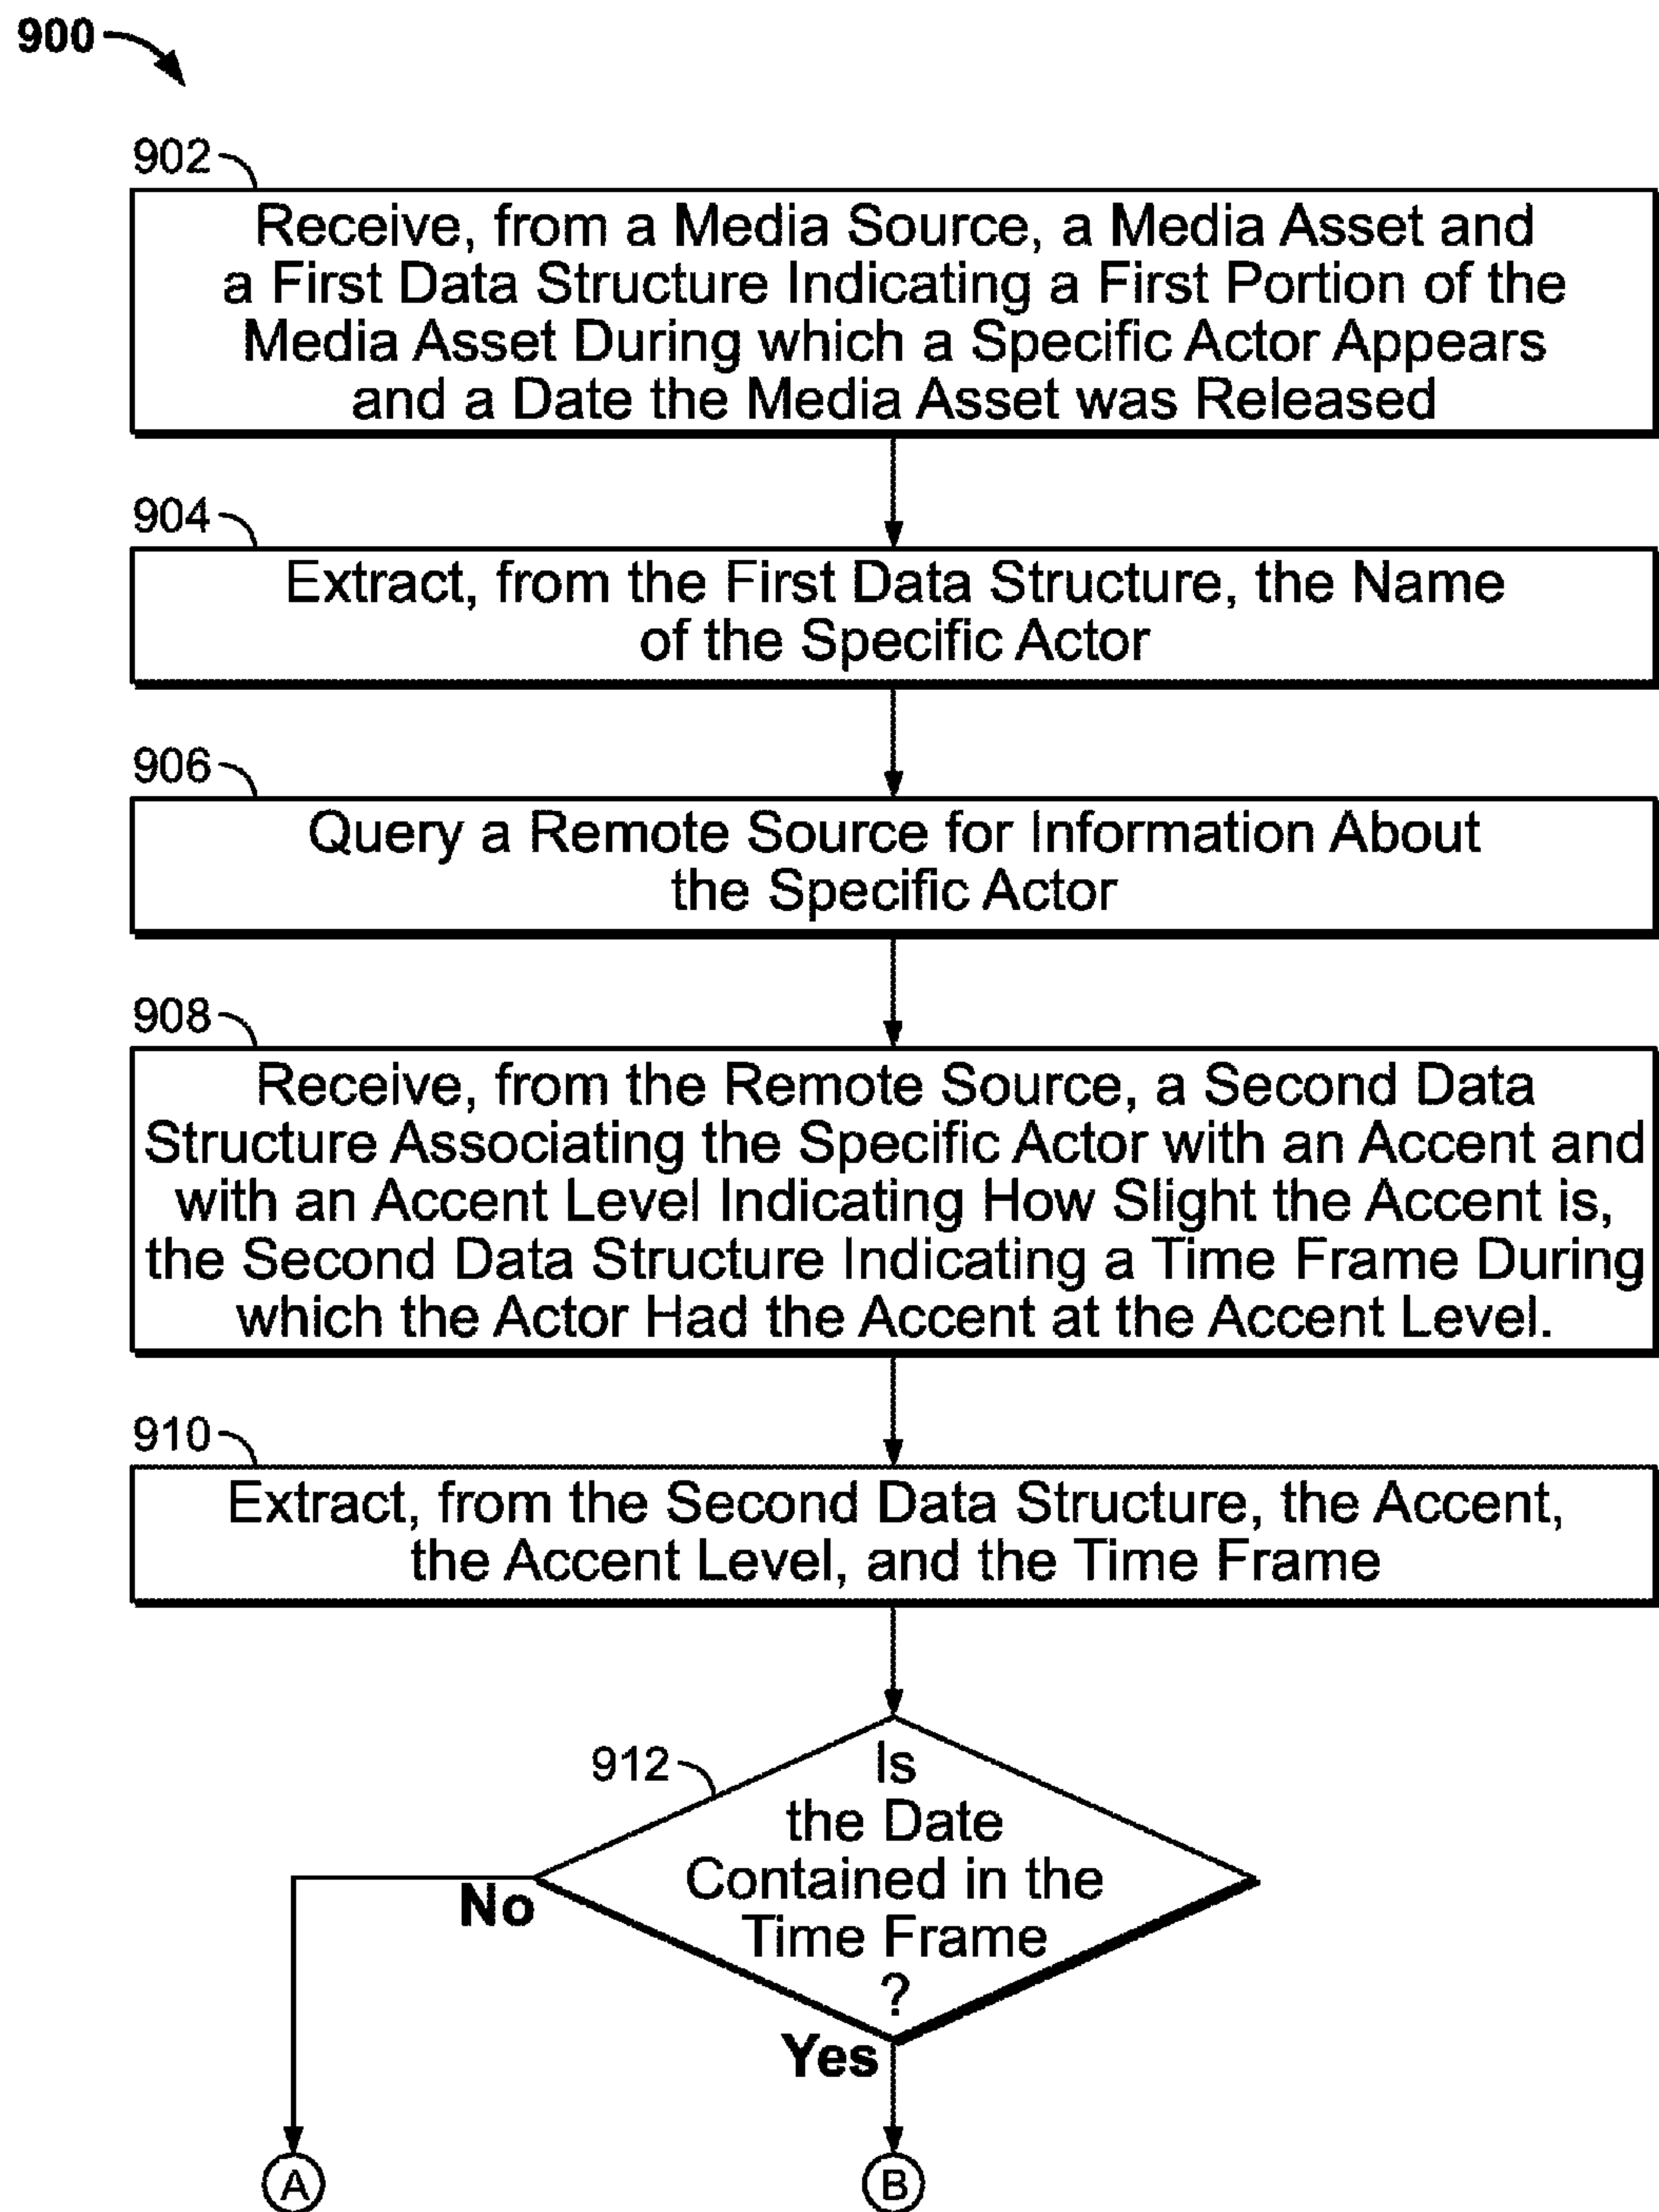 900
902
Receive, from a Media Source, a Media Asset and
a First Data Structure Indicating a First Portion of the
Media Asset During which a Specific Actor Appears
and a Date the Media Asset was Released
904
Extract, from the First Data Structure, the Name
of the Specific Actor
906
Query a Remote Source for Information About
the Specific Actor
908
Receive, from the Remote Source, a Second Data
Structure Associating the Specific Actor with an Accent and
with an Accent Level Indicating How Slight the Accent is,
the Second Data Structure Indicating a Time Frame During
which the Actor Had the Accent at the Accent Level.
910
Extract, from the Second Data Structure, the Accent,
the Accent Level, and the Time Frame
912
Is
the Date
Contained in the
Time Frame
?
No
Yes
A
B